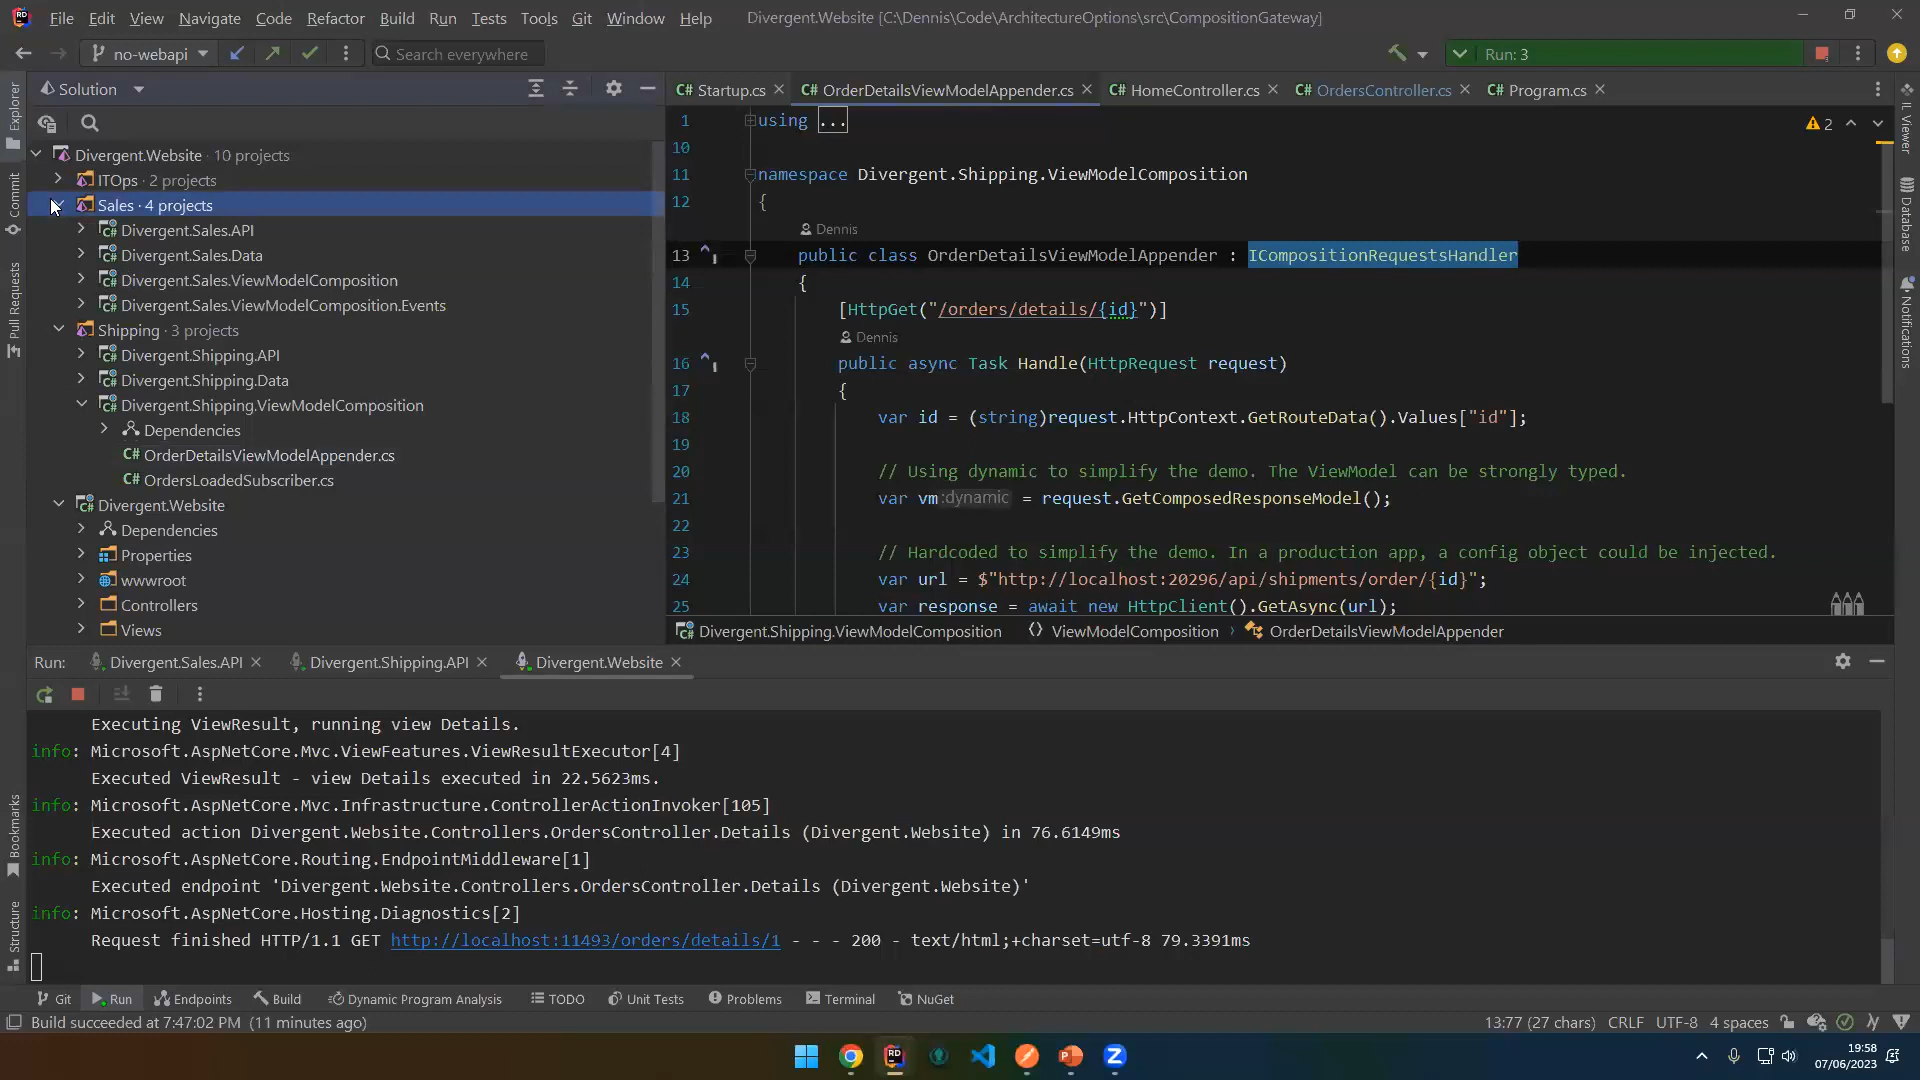 File Edit View Navigate Code Refactor Build Run Tests Tools Git Window Help Divergent.Website [C:\Dennis\Code\ArchitectureOptions\src\CompositionGateway]
no-webapi Search everywhere Run: 3
Explorer
Commit
Pull Requests
Bookmarks
Structure
Solution
Divergent.Website · 10 projects
ITOps · 2 projects
Sales · 4 projects
Divergent.Sales.API
Divergent.Sales.Data
Divergent.Sales.ViewModelComposition
Divergent.Sales.ViewModelComposition.Events
Shipping · 3 projects
Divergent.Shipping.API
Divergent.Shipping.Data
Divergent.Shipping.ViewModelComposition
Dependencies
C# OrderDetailsViewModelAppender.cs
C# OrdersLoadedSubscriber.cs
Divergent.Website
Dependencies
Properties
wwwroot
Controllers
Views
C# Startup.cs C# OrderDetailsViewModelAppender.cs C# HomeController.cs C# OrdersController.cs C# Program.cs
2
1 using ...
10
11 namespace Divergent.Shipping.ViewModelComposition
12 {
Dennis
13 public class OrderDetailsViewModelAppender : ICompositionRequestsHandler
14 {
15 [HttpGet("/orders/details/{id}")]
Dennis
16 public async Task Handle(HttpRequest request)
17 {
18 var id = (string)request.HttpContext.GetRouteData().Values["id"];
19
20 // Using dynamic to simplify the demo. The ViewModel can be strongly typed.
21 var vm :dynamic = request.GetComposedResponseModel();
22
23 // Hardcoded to simplify the demo. In a production app, a config object could be injected.
24 var url = $"http://localhost:20296/api/shipments/order/{id}";
25 var response = await new HttpClient().GetAsync(url);
Divergent.Shipping.ViewModelComposition ViewModelComposition OrderDetailsViewModelAppender
IL Viewer
Database
Notifications
Run: Divergent.Sales.API Divergent.Shipping.API Divergent.Website
Executing ViewResult, running view Details.
info: Microsoft.AspNetCore.Mvc.ViewFeatures.ViewResultExecutor[4]
Executed ViewResult - view Details executed in 22.5623ms.
info: Microsoft.AspNetCore.Mvc.Infrastructure.ControllerActionInvoker[105]
Executed action Divergent.Website.Controllers.OrdersController.Details (Divergent.Website) in 76.6149ms
info: Microsoft.AspNetCore.Routing.EndpointMiddleware[1]
Executed endpoint 'Divergent.Website.Controllers.OrdersController.Details (Divergent.Website)'
info: Microsoft.AspNetCore.Hosting.Diagnostics[2]
Request finished HTTP/1.1 GET http://localhost:11493/orders/details/1 - - - 200 - text/html;+charset=utf-8 79.3391ms
Git Run Endpoints Build Dynamic Program Analysis TODO Unit Tests Problems Terminal NuGet
Build succeeded at 7:47:02 PM (11 minutes ago) 13:77 (27 chars) CRLF UTF-8 4 spaces
19:58
07/06/2023